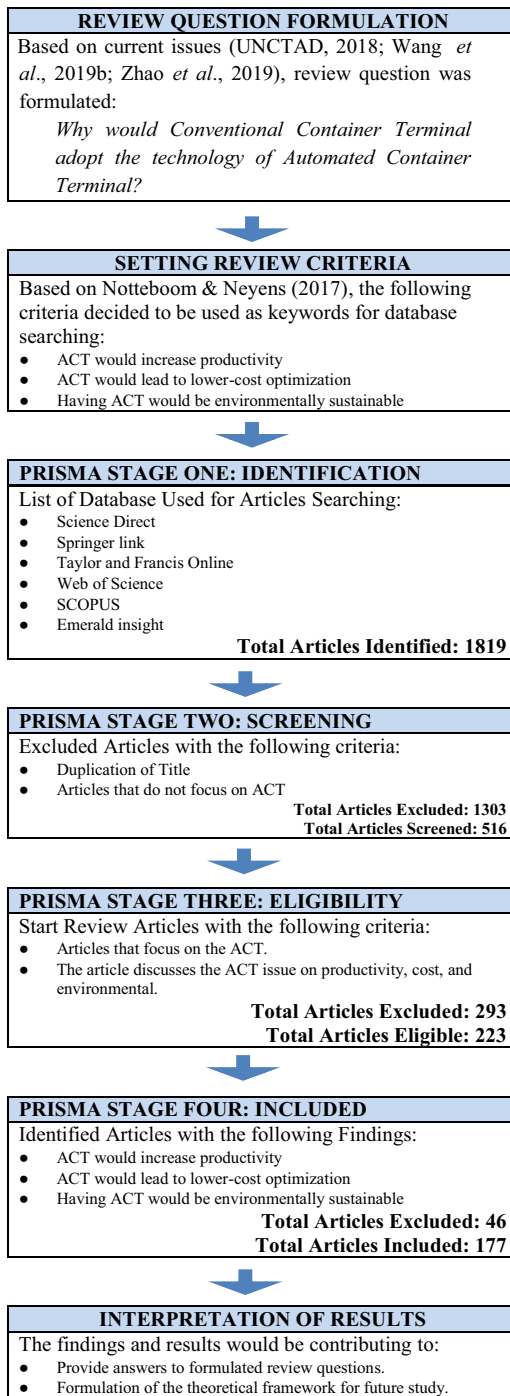 REVIEW QUESTION FORMULATION
Based on current issues (UNCTAD, 2018; Wang et
al., 2019b; Zhao et al., 2019), review question was
formulated:
Why would Conventional Container Terminal
adopt the technology of Automated Container
Terminal?
SETTING REVIEW CRITERIA
Based on Notteboom & Neyens (2017), the following
criteria decided to be used as keywords for database
searching:
● ACT would increase productivity
● ACT would lead to lower-cost optimization
● Having ACT would be environmentally sustainable
PRISMA STAGE ONE: IDENTIFICATION
List of Database Used for Articles Searching:
● Science Direct
● Springer link
● Taylor and Francis Online
● Web of Science
● SCOPUS
● Emerald insight
Total Articles Identified: 1819
PRISMA STAGE TWO: SCREENING
Excluded Articles with the following criteria:
● Duplication of Title
● Articles that do not focus on ACT
Total Articles Excluded: 1303
Total Articles Screened: 516
PRISMA STAGE THREE: ELIGIBILITY
Start Review Articles with the following criteria:
● Articles that focus on the ACT.
● The article discusses the ACT issue on productivity, cost, and
environmental.
Total Articles Excluded: 293
Total Articles Eligible: 223
PRISMA STAGE FOUR: INCLUDED
Identified Articles with the following Findings:
● ACT would increase productivity
● ACT would lead to lower-cost optimization
● Having ACT would be environmentally sustainable
Total Articles Excluded: 46
Total Articles Included: 177
INTERPRETATION OF RESULTS
The findings and results would be contributing to:
● Provide answers to formulated review questions.
● Formulation of the theoretical framework for future study.